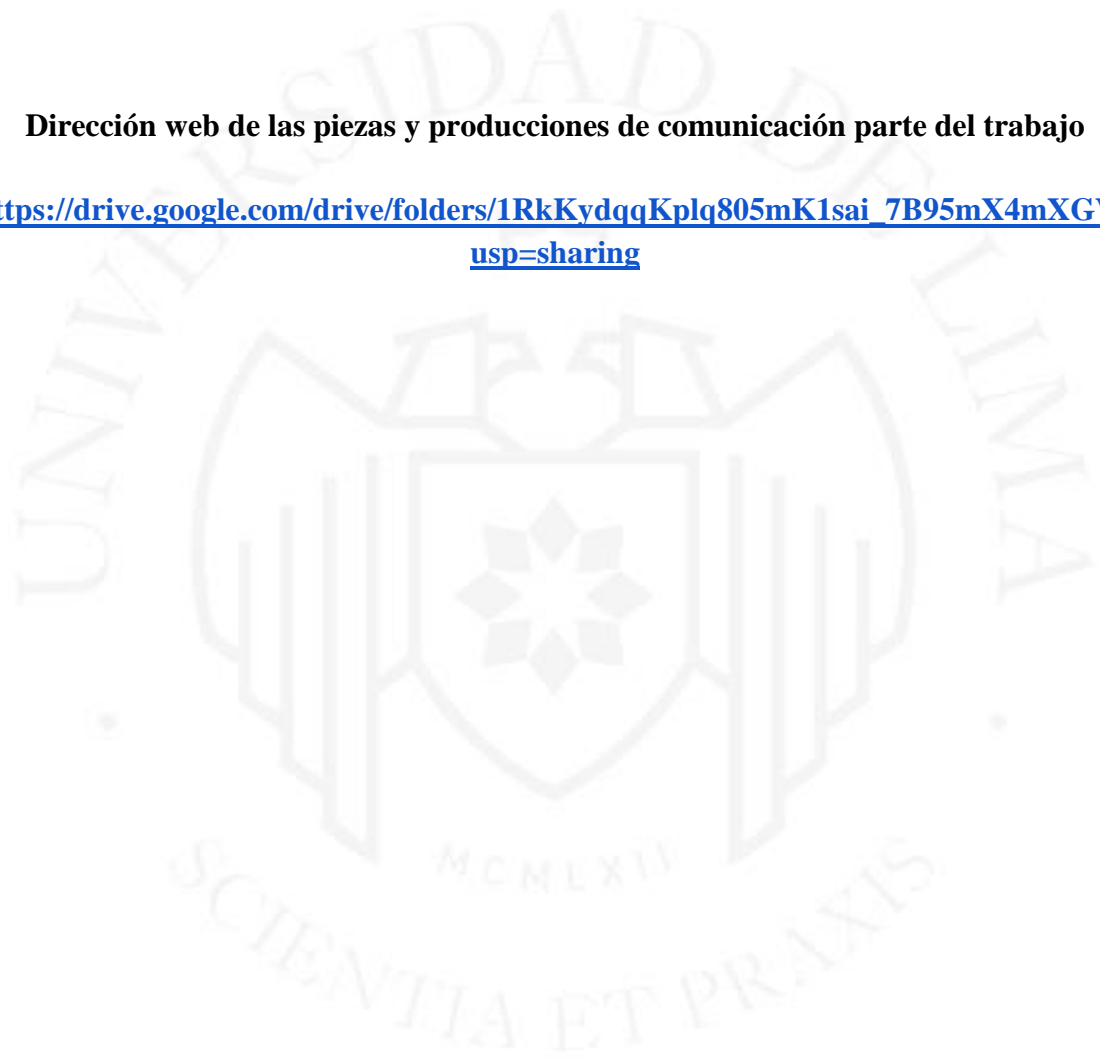 Dirección web de las piezas y producciones de comunicación parte del trabajo
ttps://drive.google.com/drive/folders/1RkKydqqKplq805mK1sai_7B95mX4mXG
usp=sharing
UNIVERSIDAD DE LIMA
MCMLXII
SCIENTIA ET PRAXIS